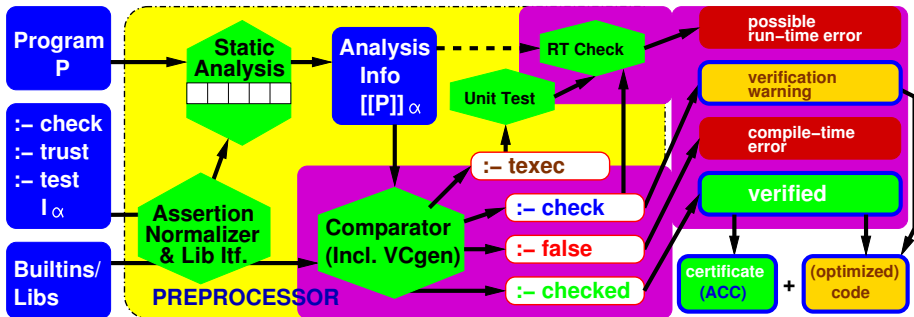 Program
P
:– check
:– trust
:– test
I α
Builtins/
Libs
Static
Analysis
Assertion
Normalizer
& Lib Itf.
PREPROCESSOR
Analysis
Info
[[P]] α
Comparator
(Incl. VCgen)
RT Check
Unit Test
:– texec
:– check
:– false
:– checked
possible
run–time error
verification
warning
compile–time
error
verified
certificate
(ACC)
+
(optimized)
code